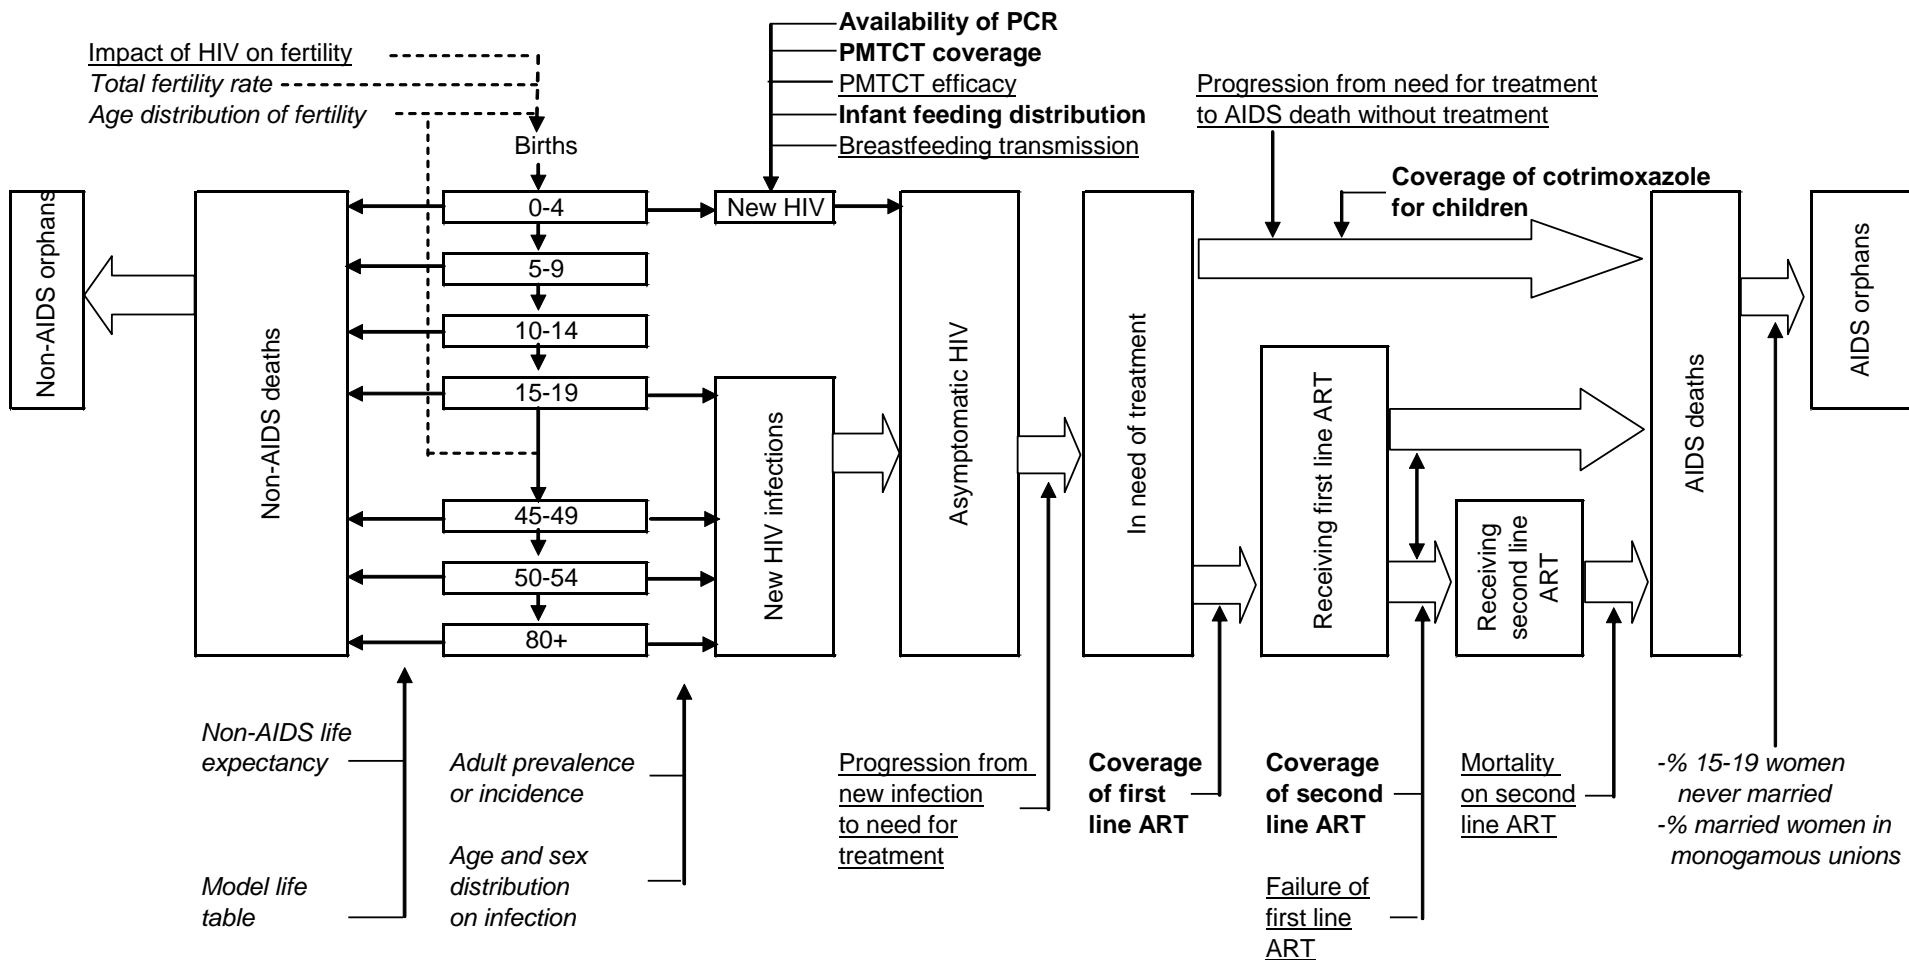 Impact of HIV on fertility
Total fertility rate
Age distribution of fertility
Births
Availability of PCR
PMTCT coverage
PMTCT efficacy
Infant feeding distribution
Breastfeeding transmission
Progression from need for treatment
to AIDS death without treatment
Coverage of cotrimoxazole
for children
Non-AIDS orphans
Non-AIDS deaths
0-4
5-9
10-14
15-19
45-49
50-54
80+
New HIV
New HIV infections
Asymptomatic HIV
In need of treatment
Receiving first line ART
Receiving
second line
ART
AIDS deaths
AIDS orphans
Non-AIDS life
expectancy
Model life
table
Adult prevalence
or incidence
Age and sex
distribution
on infection
Progression from
new infection
to need for
treatment
Coverage
of first
line ART
Coverage
of second
line ART
Failure of
first line
ART
Mortality
on second
line ART
-% 15-19 women
never married
-% married women in
monogamous unions